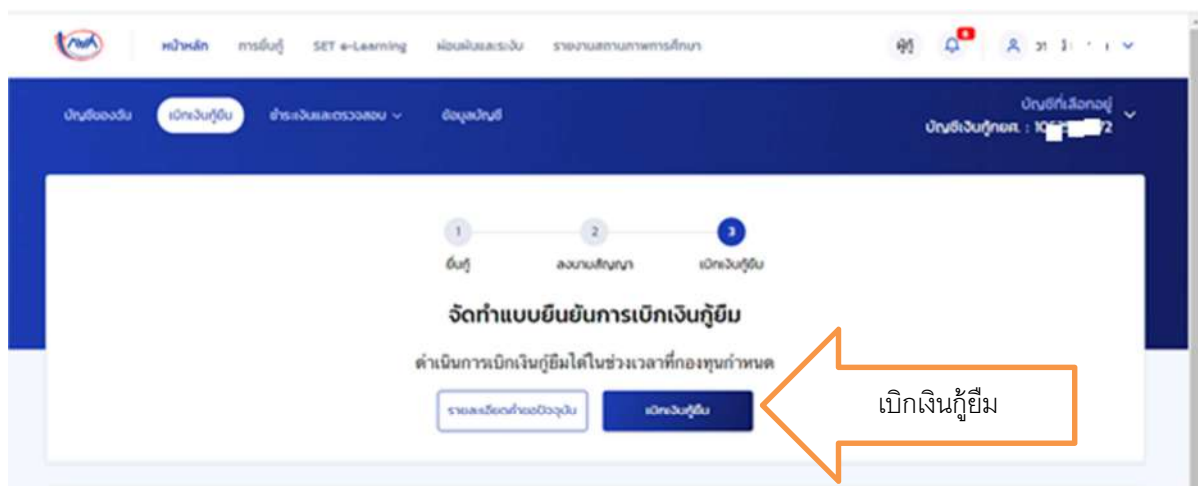 กยศ.
หน้าหลัก การยื่นกู้ SET e-Learning ผ่อนผันและระงับ รายงานสถานภาพการศึกษา ผู้กู้
บัญชีของฉัน เบิกเงินกู้ยืม ชำระเงินและตรวจสอบ ข้อมูลบัญชี
บัญชีที่เลือกอยู่
บัญชีเงินกู้กยศ. :
1 2 3
ยื่นกู้ ลงนามสัญญา เบิกเงินกู้ยืม
จัดทำแบบยืนยันการเบิกเงินกู้ยืม
ดำเนินการเบิกเงินกู้ยืมได้ในช่วงเวลาที่กองทุนกำหนด
รายละเอียดคำขอปัจจุบัน เบิกเงินกู้ยืม
เบิกเงินกู้ยืม